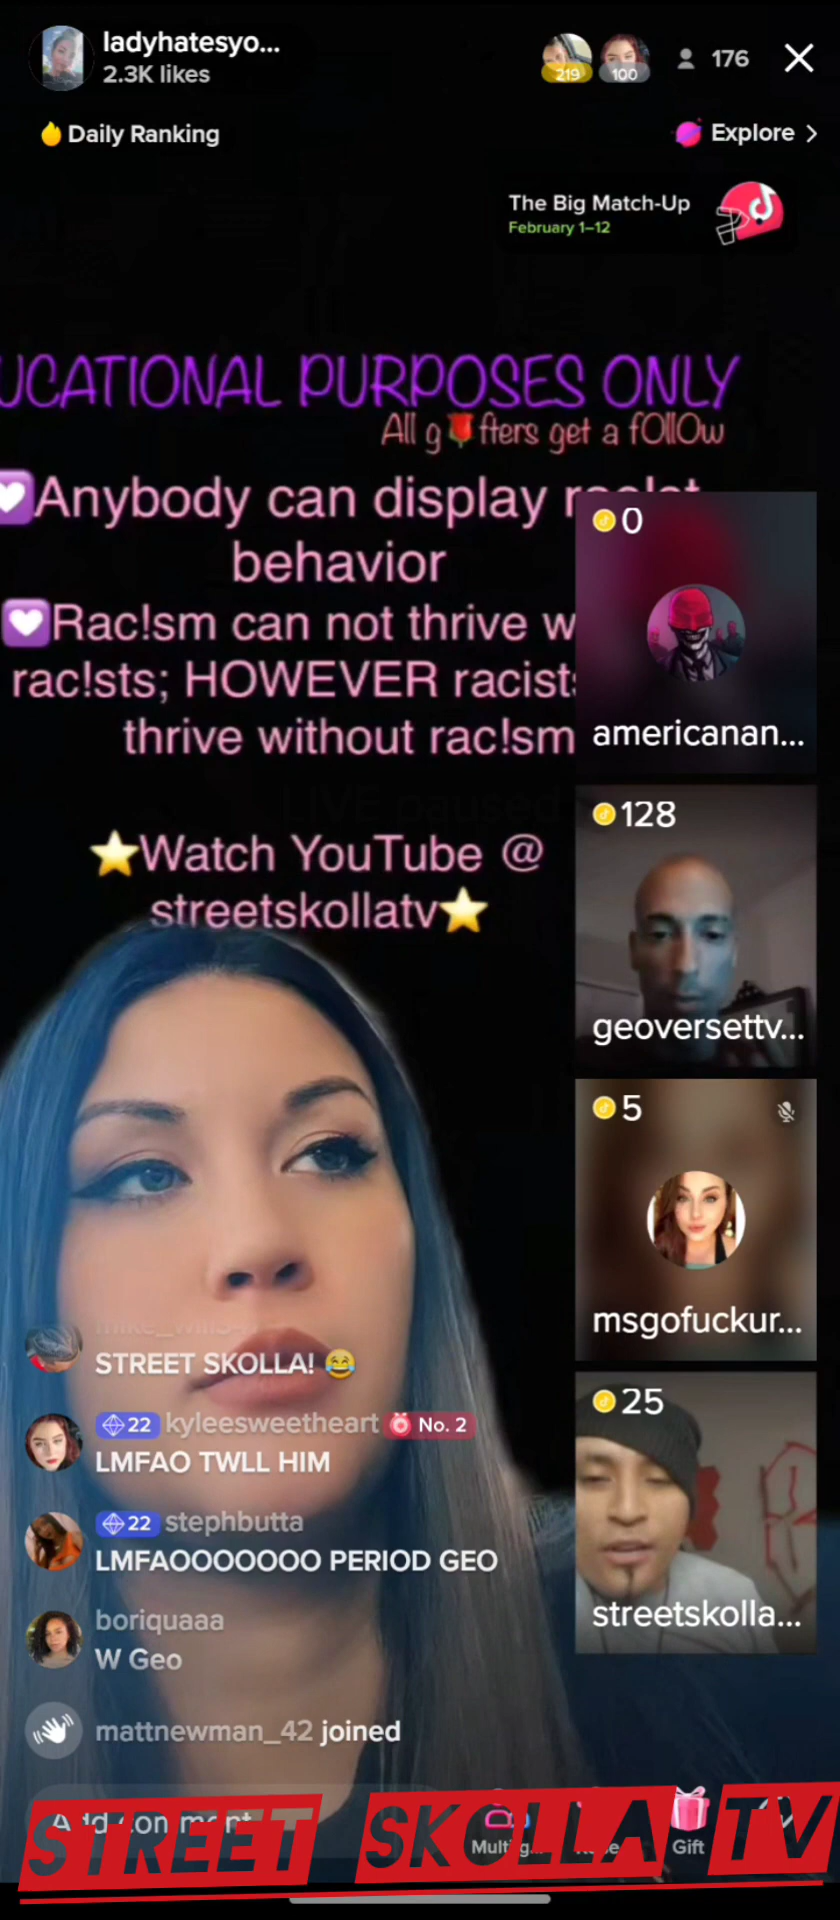 ladyhatesyo...
2.3K likes
219
100
176
Daily Ranking
Explore >
The Big Match-Up
February 1–12
UCATIONAL PURPOSES ONLY
All g🌹fters get a fOllOw
💟Anybody can display
behavior
💟Rac!sm can not thrive w
rac!sts; HOWEVER racists
thrive without rac!sm
⭐Watch YouTube @
streetskollatv⭐
0
americanan...
128
geoversettv...
5
msgofuckur...
25
streetskolla...
STREET SKOLLA! 😂
22 kyleesweetheart No. 2
LMFAO TWLL HIM
22 stephbutta
LMFAOOOOOOO PERIOD GEO
boriquaaa
W Geo
mattnewman_42 joined
Add comment...
Gift
STREET SKOLLA TV